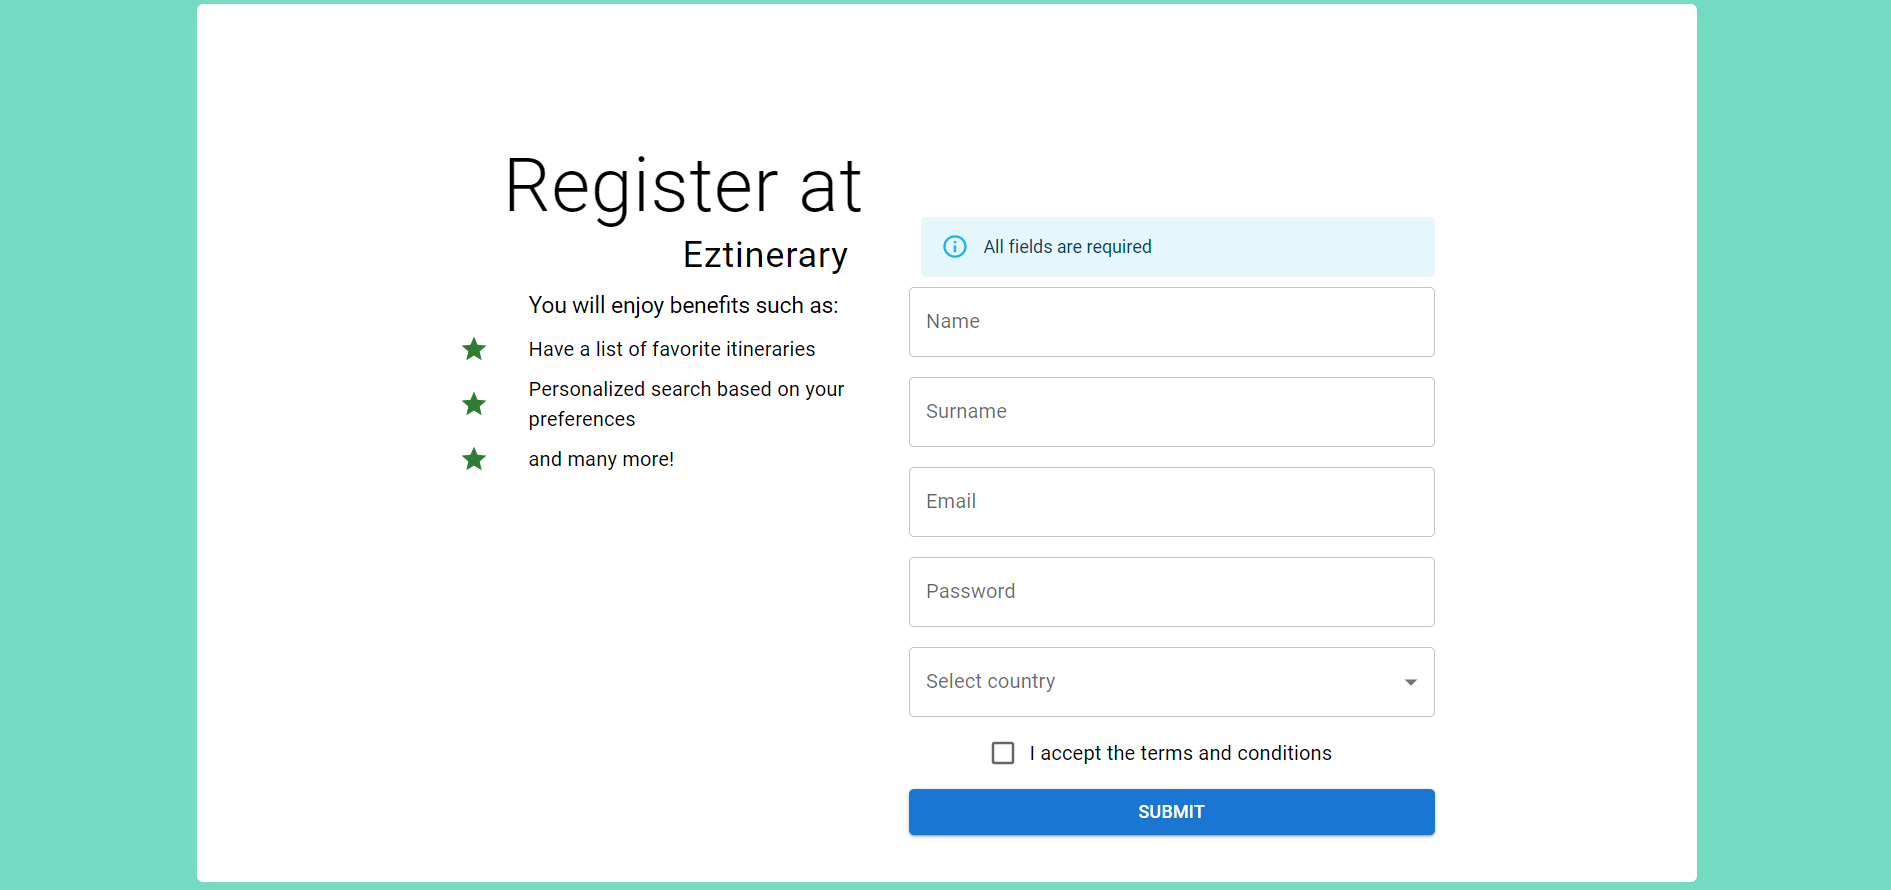 Register at
Eztinerary
You will enjoy benefits such as:
Have a list of favorite itineraries
Personalized search based on your
preferences
and many more!
All fields are required
Name
Surname
Email
Password
Select country
I accept the terms and conditions
SUBMIT